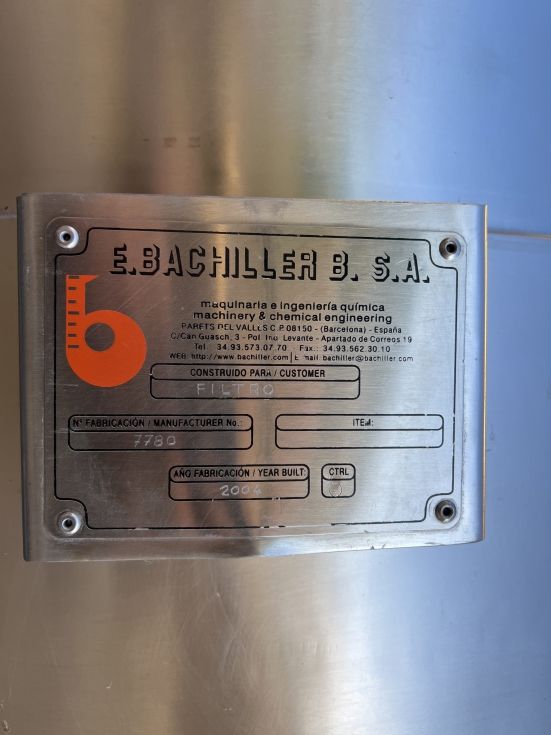 E.BACHILLER B. S.A.
maquinaria e ingeniería química
machinery & chemical engineering
PARETS DEL VALLES C.P. 08150 - (Barcelona) - España
C/Can Guasch, 3 - Pol. Ind. Levante - Apartado de Correos 19
Tel.: 34.93.573.07.70 Fax.: 34.93.562.30.10
WEB: http://www.bachiller.com E-mail: bachiller@bachiller.com
CONSTRUIDO PARA / CUSTOMER
FILTRO
Nº FABRICACIÓN / MANUFACTURER No.:
7780
ITEM:
AÑO FABRICACIÓN / YEAR BUILT:
2004
CTRL